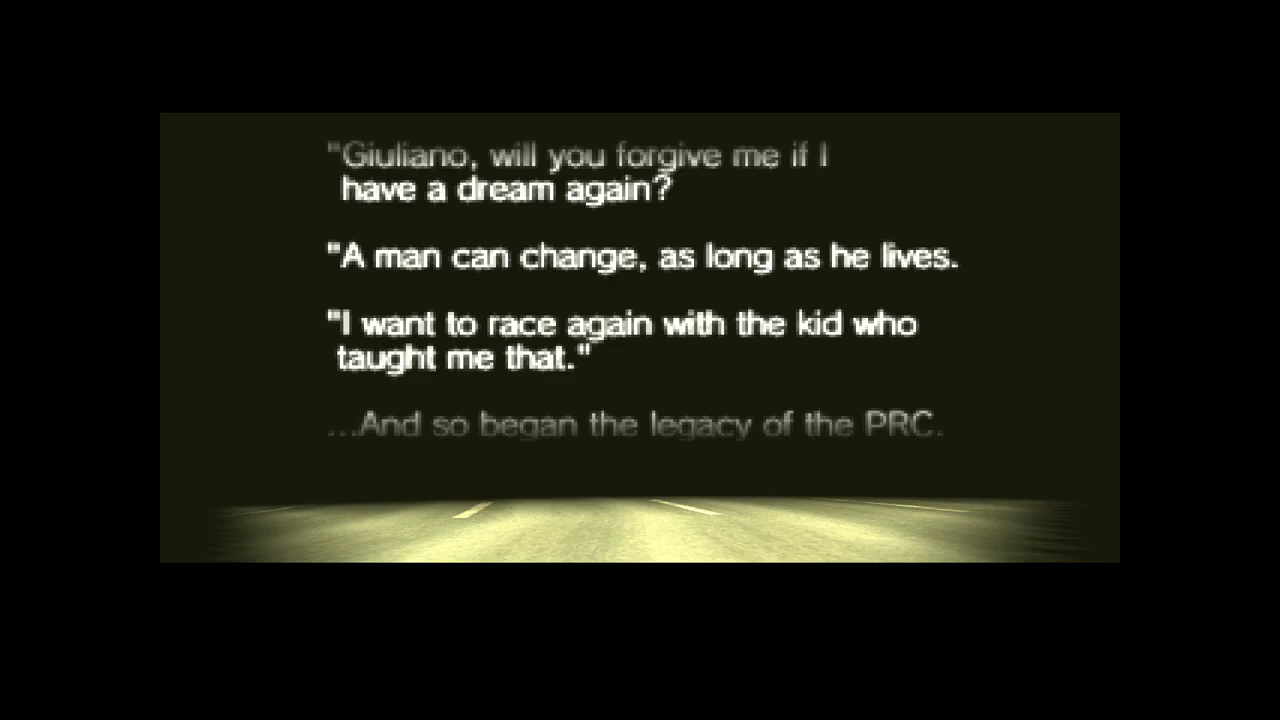 "Giuliano, will you forgive me if I
have a dream again?
"A man can change, as long as he lives.
"I want to race again with the kid who
taught me that."
...And so began the legacy of the PRC.